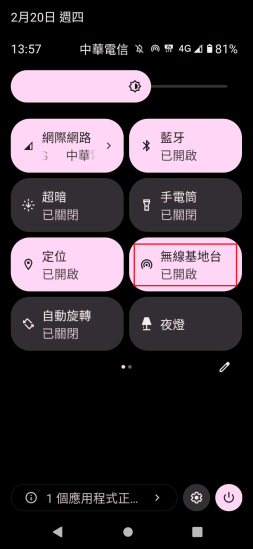 2月20日 週四
13:57 中華電信 4G 81%
網際網路
中華
藍牙
已開啟
超暗
已關閉
手電筒
已關閉
定位
已開啟
無線基地台
已開啟
自動旋轉
已關閉
夜燈
1 個應用程式正...